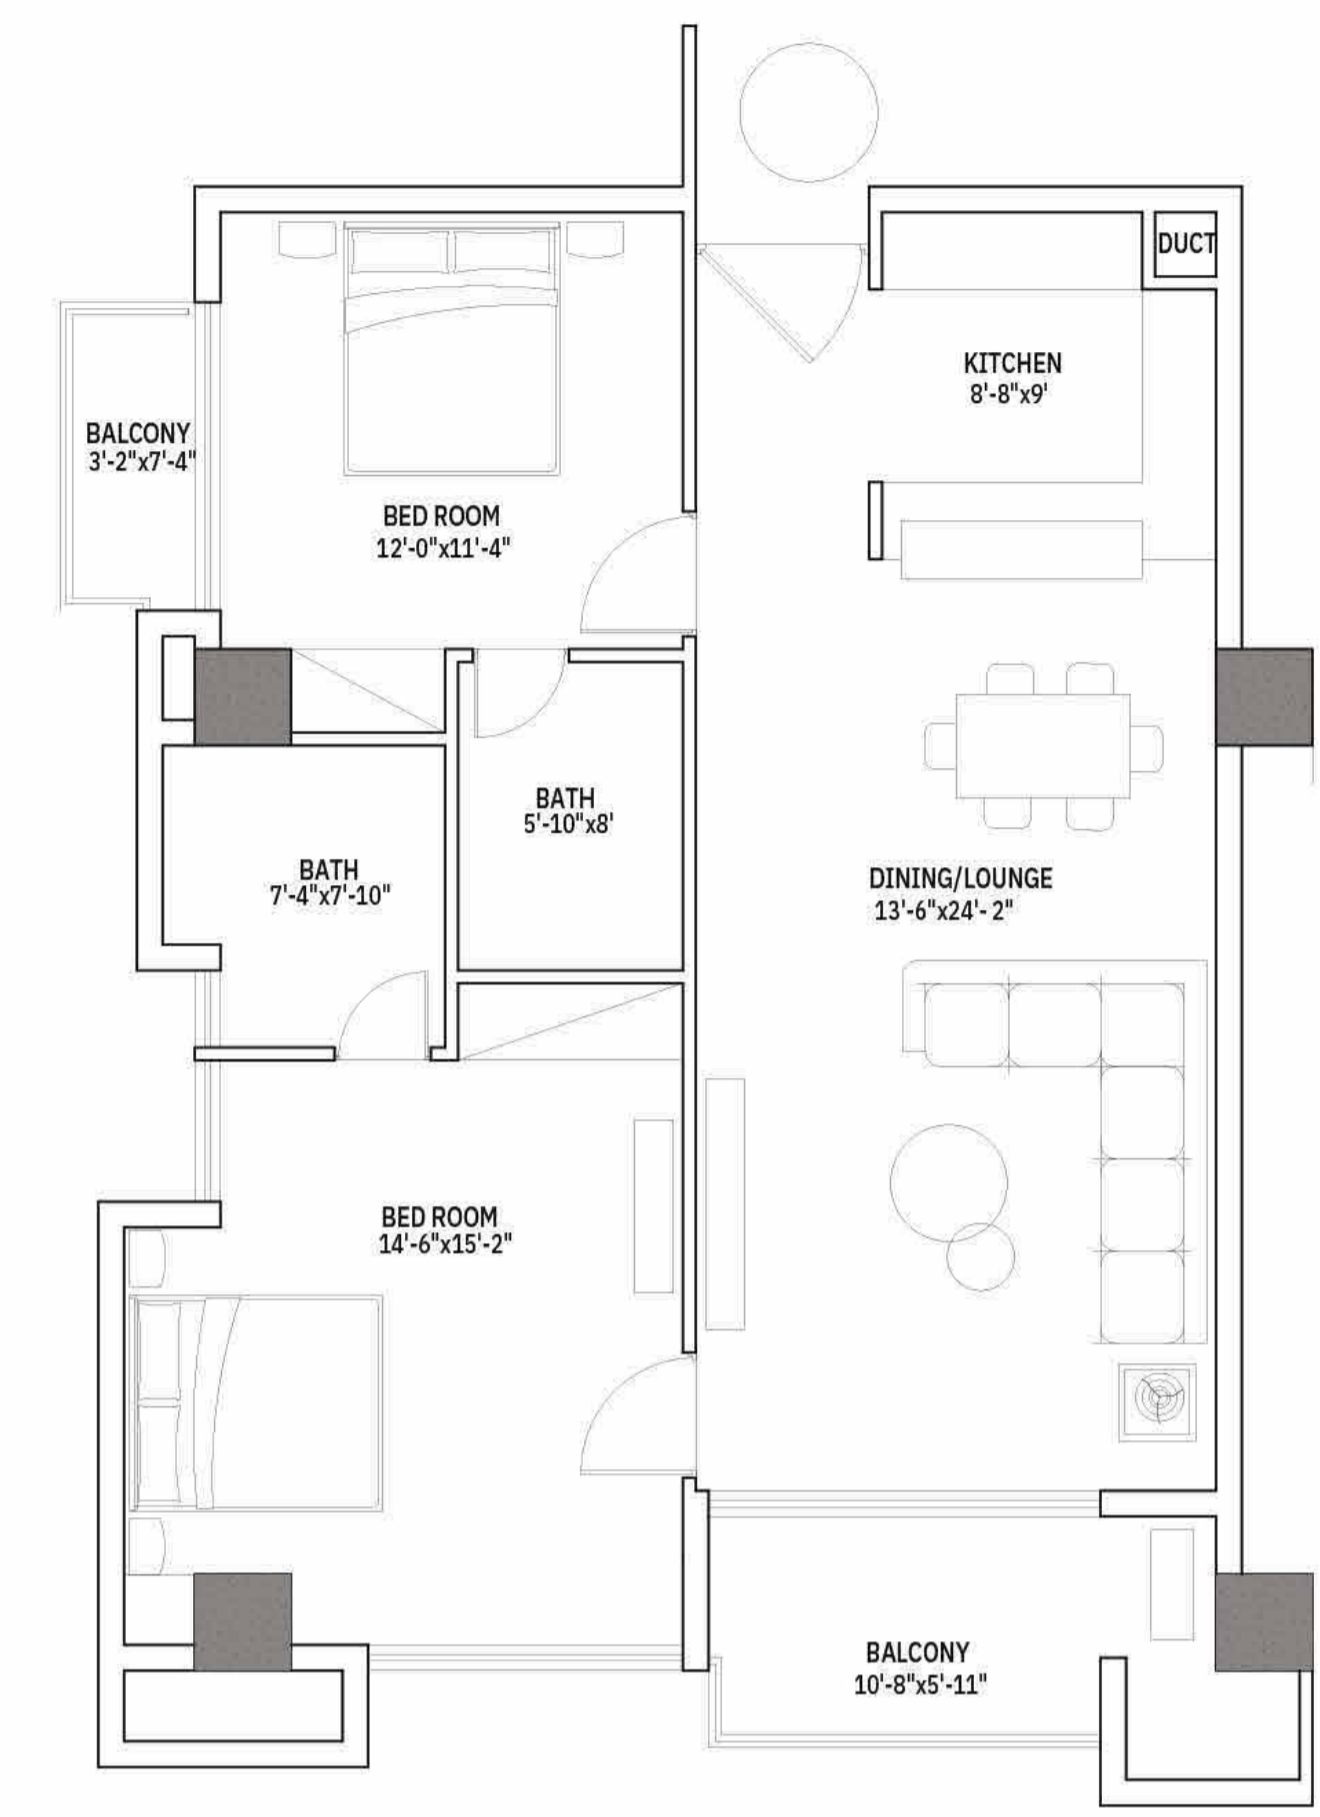 DUCT
KITCHEN
8'-8"x9'
BALCONY
3'-2"x7'-4"
BED ROOM
12'-0"x11'-4"
BATH
5'-10"x8'
BATH
7'-4"x7'-10"
DINING/LOUNGE
13'-6"x24'- 2"
BED ROOM
14'-6"x15'-2"
BALCONY
10'-8"x5'-11"